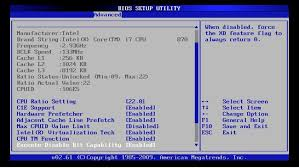 BIOS SETUP UTILITY
Advanced
Manufacturer:Intel
Brand String:Intel Core(TM) i7 CPU 870
Frequency :2.93GHz
BCLK Speed :133MHz
Cache L1 :256 KB
Cache L2 :1024 KB
Cache L3 :8192 KB
Ratio Status:Unlocked (Min:09, Max:22)
Ratio Actual Value:22
CPUID :106E5
CPU Ratio Setting [22.0]
C1E Support [Enabled]
Hardware Prefetcher [Enabled]
Adjacent Cache Line Prefetch [Enabled]
Max CPUID Value Limit [Disabled]
Intel(R) Virtualization Tech [Enabled]
CPU TM Function [Enabled]
Execute Disable Bit Capability [Enabled]
When disabled, force
the XD feature flag to
always return 0.
Select Screen
Select Item
+- Change Option
F1 General Help
F10 Save and Exit
ESC Exit
v02.61 (C)Copyright 1985-2009, American Megatrends, Inc.